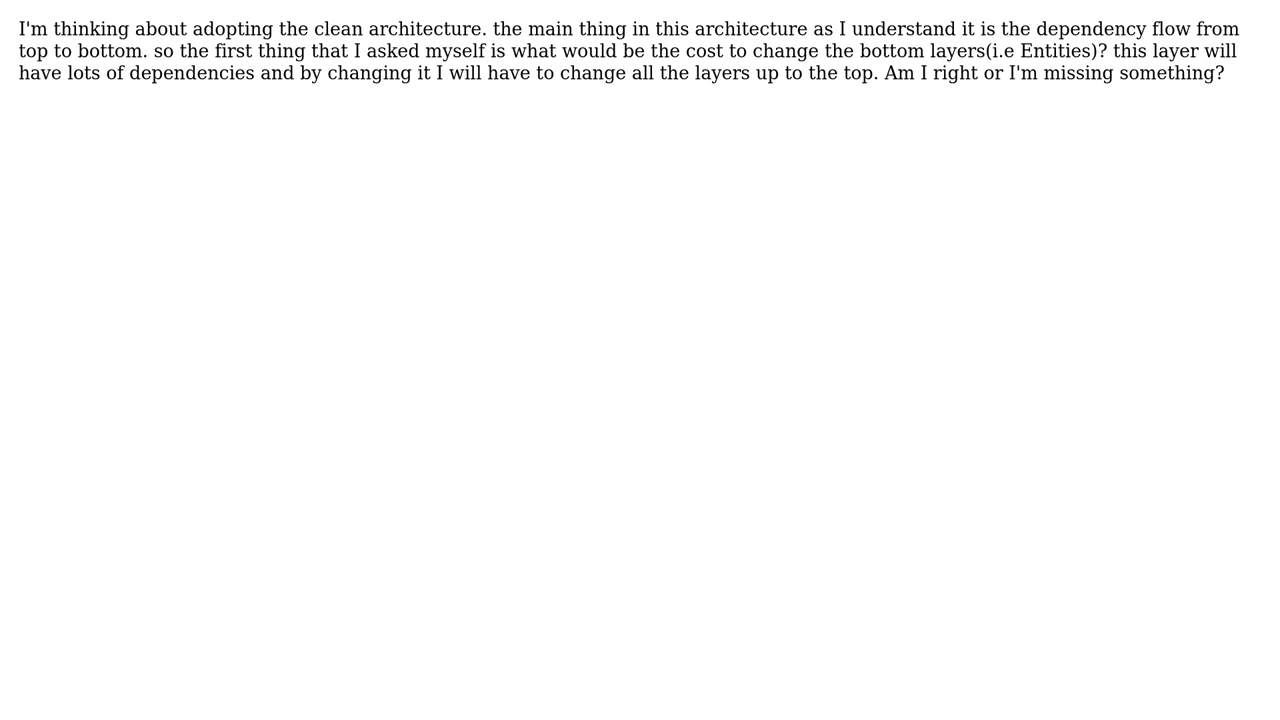 I'm thinking about adopting the clean architecture. the main thing in this architecture as I understand it is the dependency flow from
top to bottom. so the first thing that I asked myself is what would be the cost to change the bottom layers(i.e Entities)? this layer will
have lots of dependencies and by changing it I will have to change all the layers up to the top. Am I right or I'm missing something?